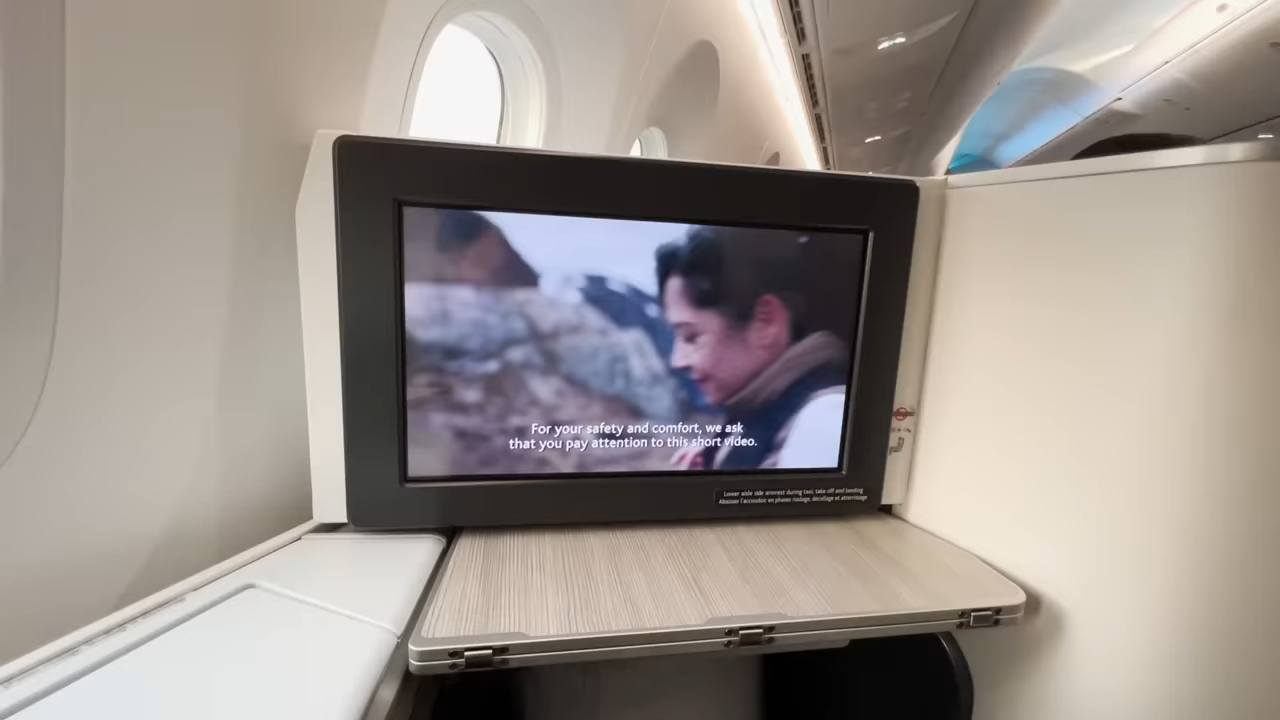 For your safety and comfort, we ask
that you pay attention to this short video.
Lower aisle side armrest during taxi, take off and landing
Abaisser l'accoudoir en phases roulage, décollage et atterrissage